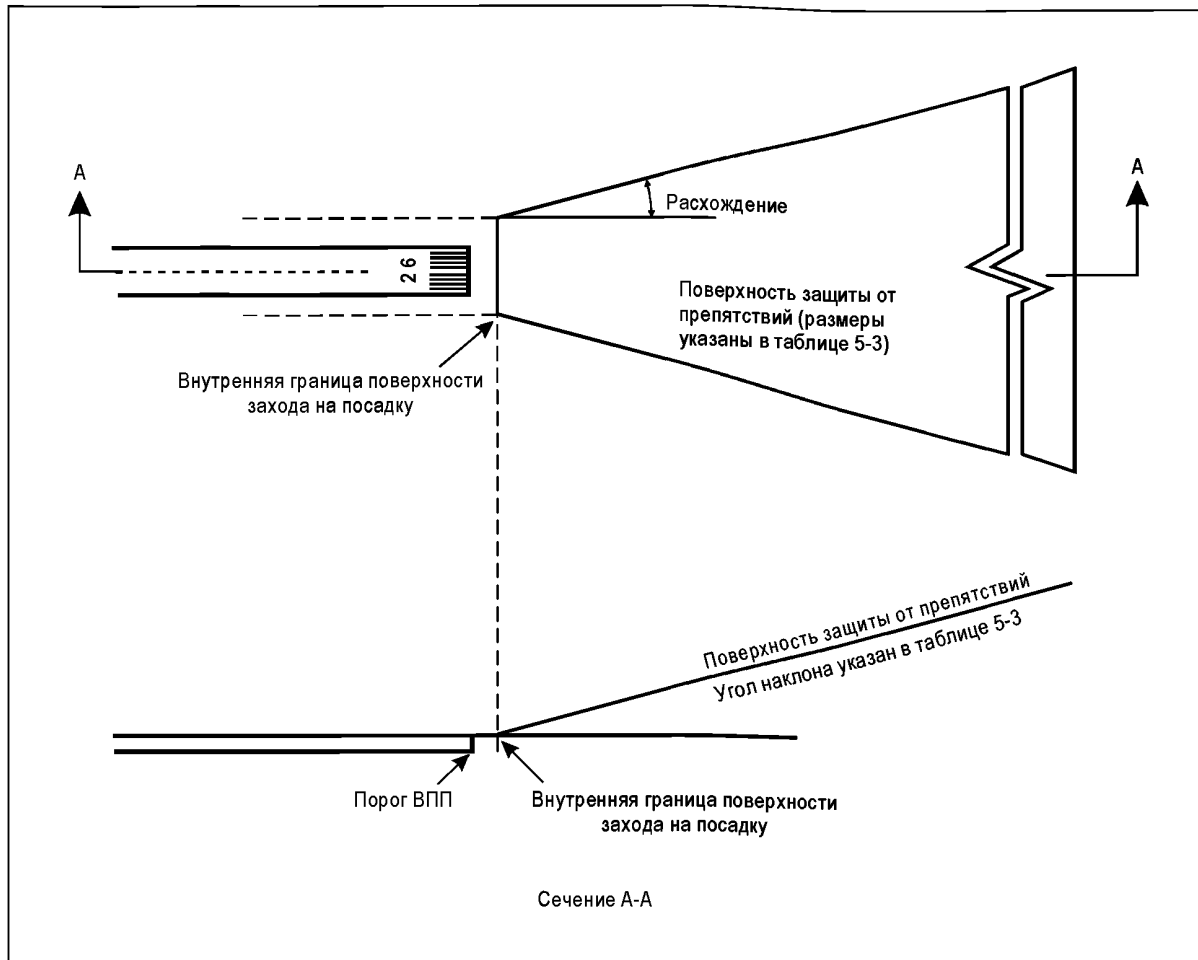 А
А
Расхождение
26
Поверхность защиты от
препятствий (размеры
указаны в таблице 5-3)
Внутренняя граница поверхности
захода на посадку
Поверхность защиты от препятствий
Угол наклона указан в таблице 5-3
Порог ВПП
Внутренняя граница поверхности
захода на посадку
Сечение А-А